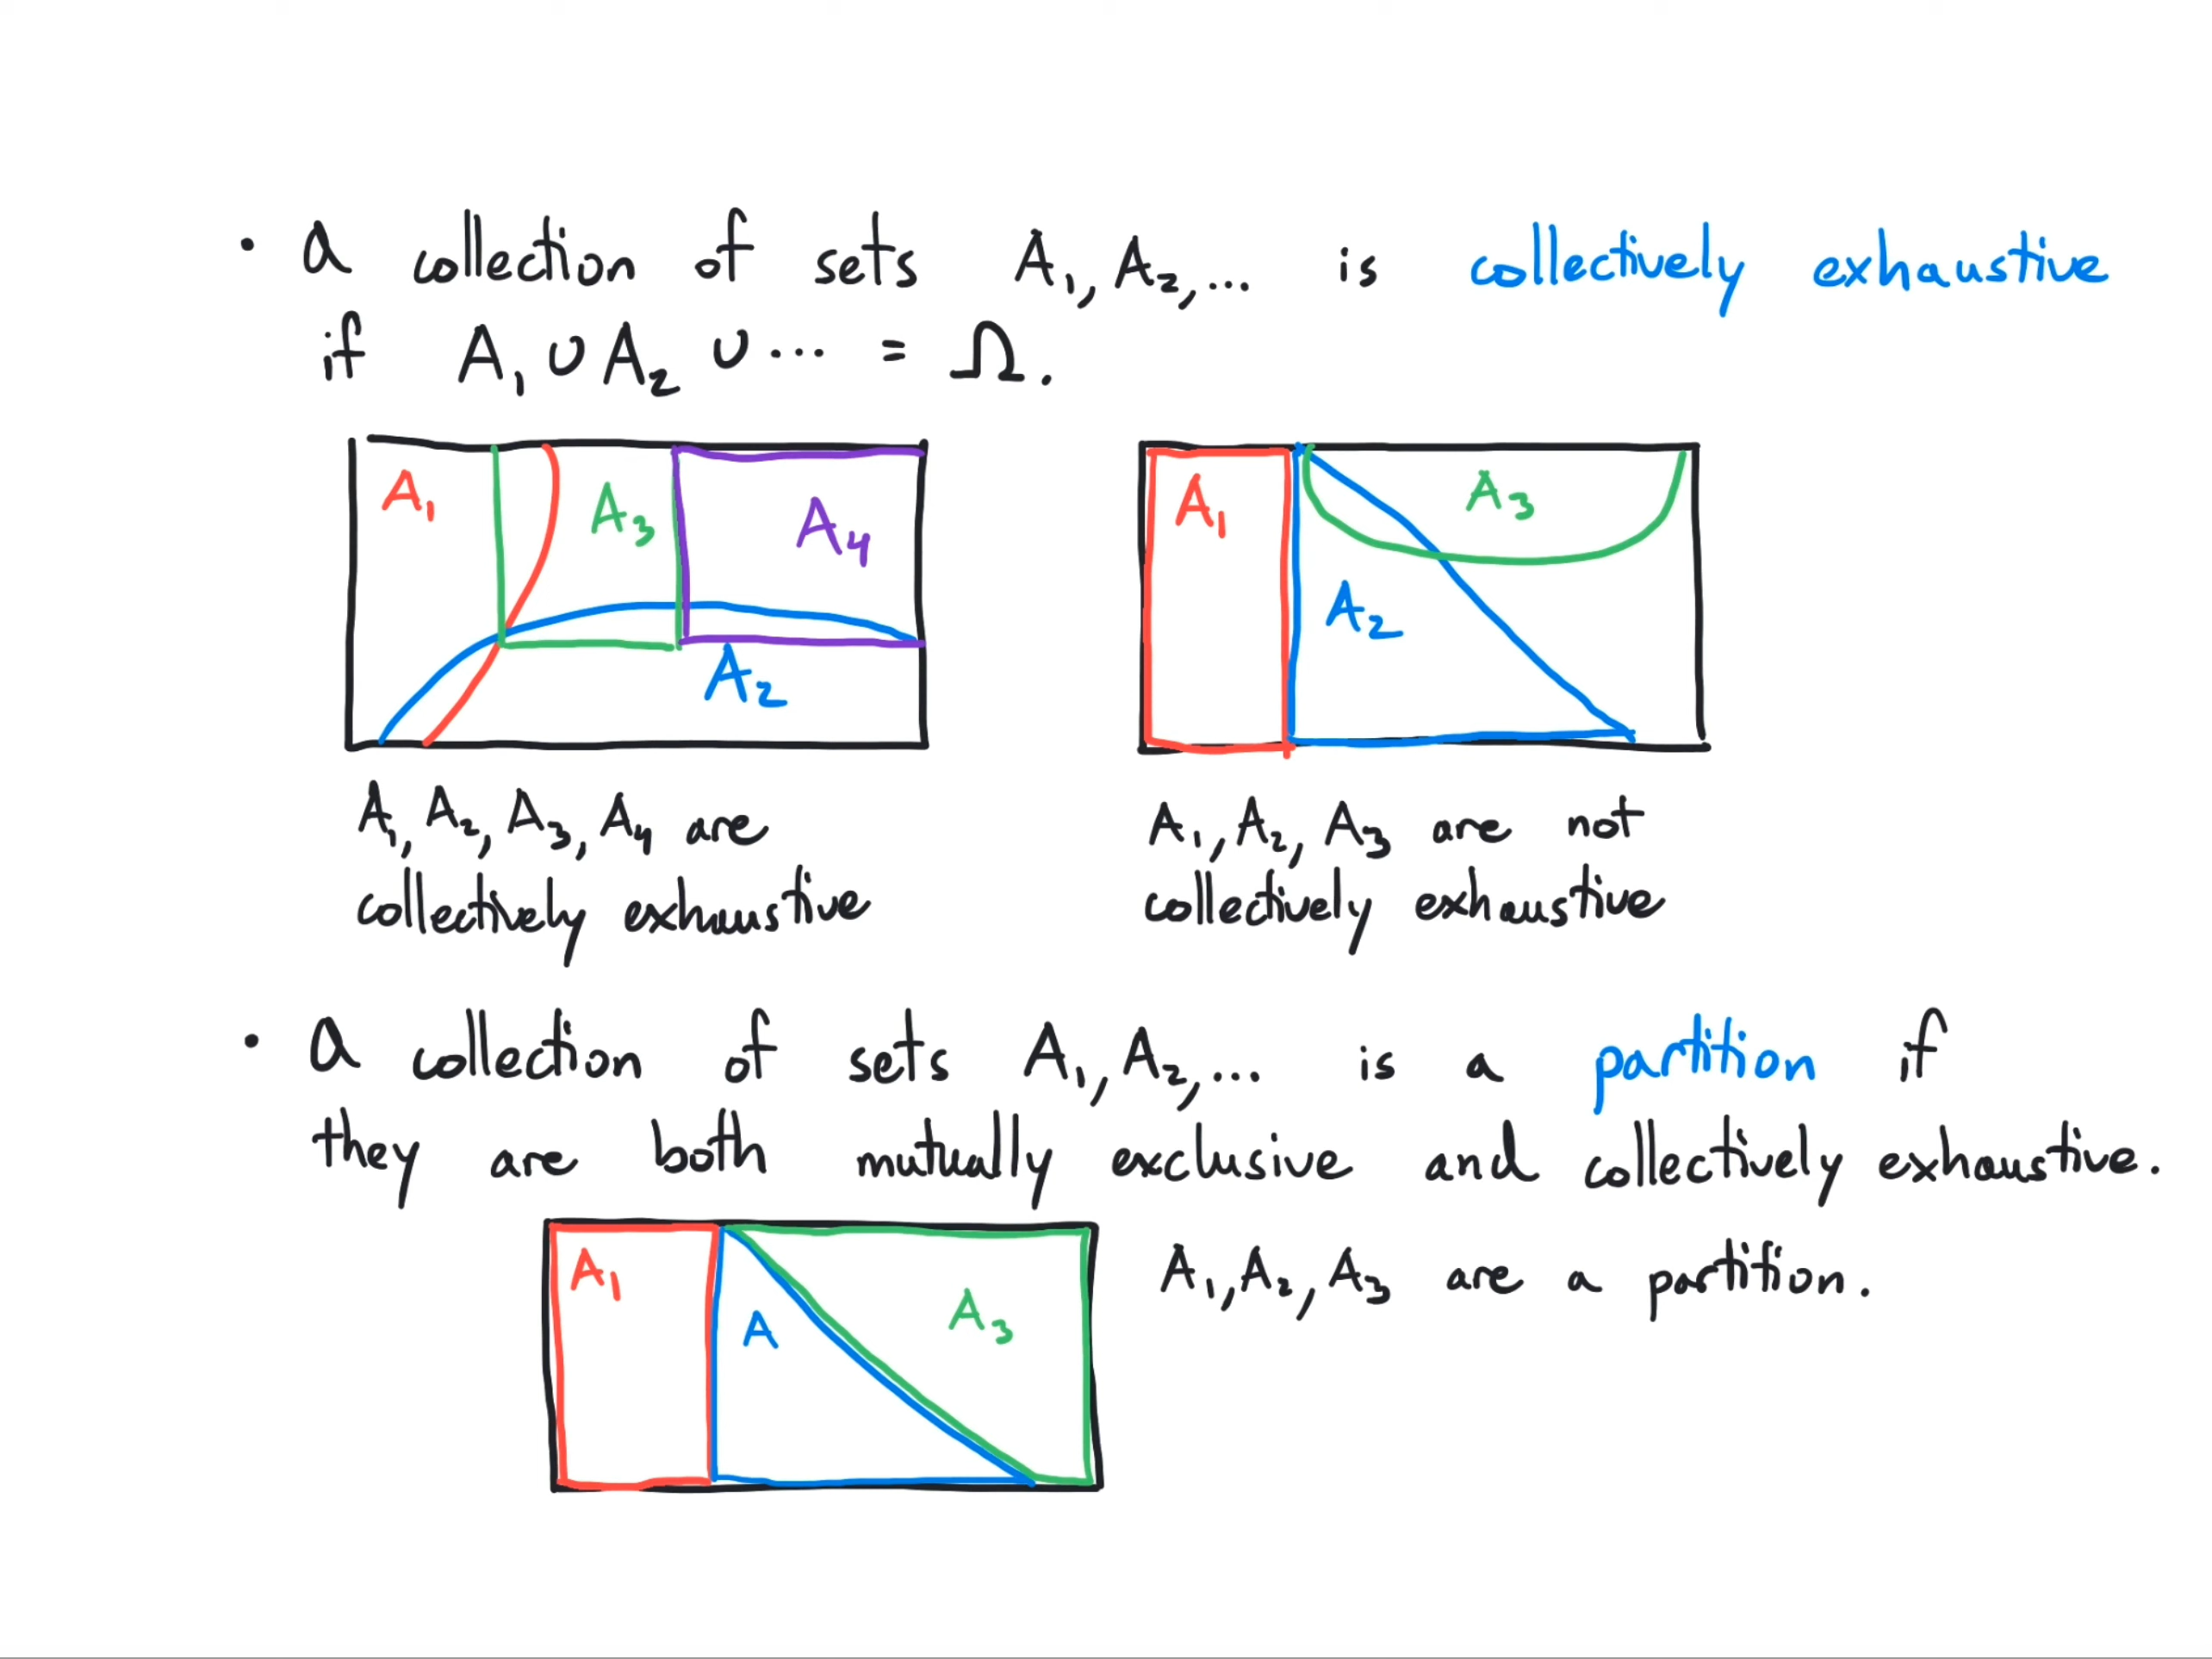 • a collection of sets A₁, A₂, ... is collectively exhaustive
if A₁ ∪ A₂ ∪ ... = Ω.
A₁ A₃ A₄
A₂
A₁ A₃
A₂
A₁, A₂, A₃, A₄ are
collectively exhaustive
A₁, A₂, A₃ are not
collectively exhaustive
• a collection of sets A₁, A₂, ... is a partition if
they are both mutually exclusive and collectively exhaustive.
A₁ A A₃
A₁, A₂, A₃ are a partition.